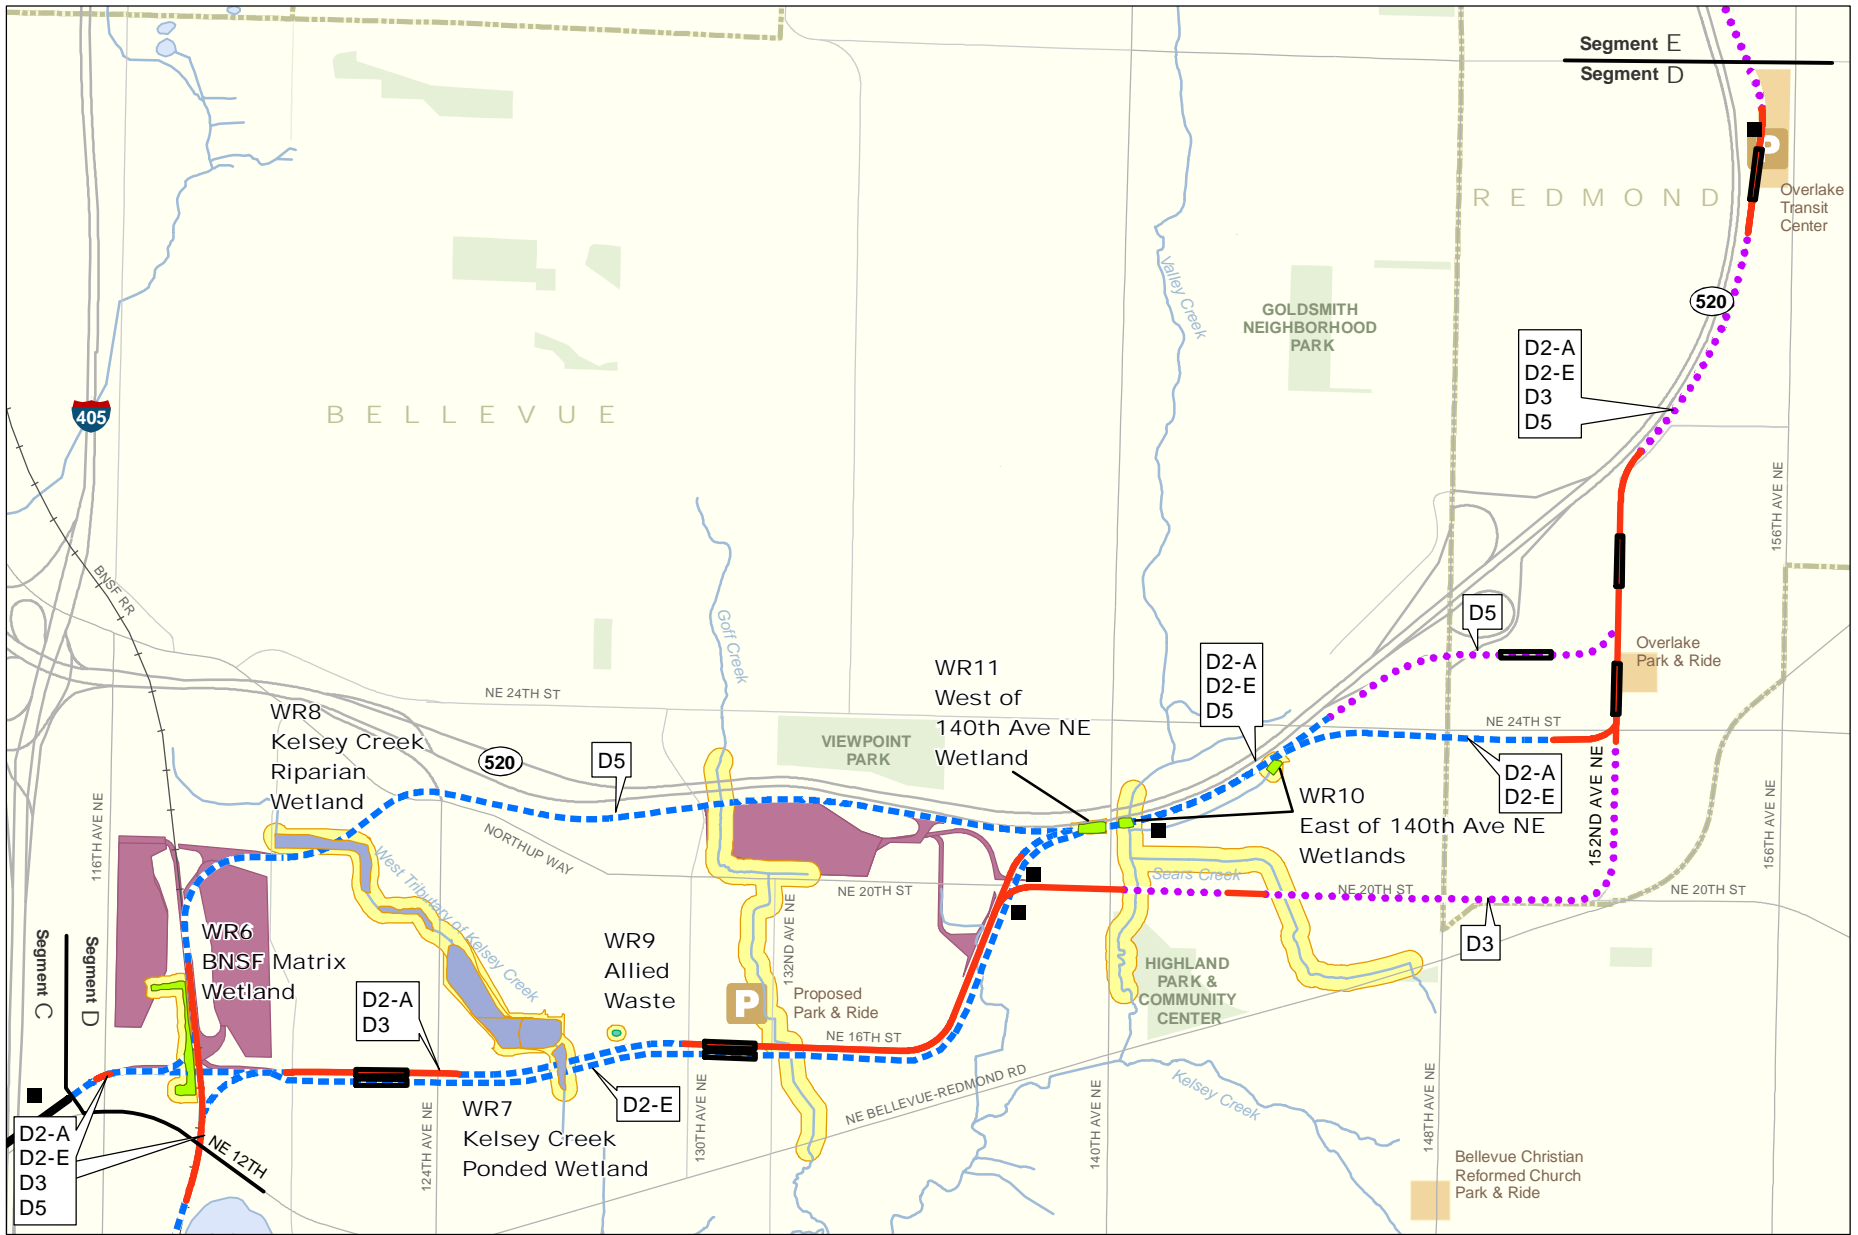 Segment E
Segment D
REDMOND
Overlake
Transit
Center
520
Valley Creek
GOLDSMITH
NEIGHBORHOOD
PARK
D2-A
D2-E
D3
D5
BELLEVUE
405
156TH AVE NE
BNSF RR
Goff Creek
D5
Overlake
Park & Ride
D2-A
D2-E
D5
WR11
West of
140th Ave NE
Wetland
NE 24TH ST
WR8
Kelsey Creek
Riparian
Wetland
520
D5
VIEWPOINT
PARK
NE 24TH ST
D2-A
D2-E
152ND AVE NE
156TH AVE NE
WR10
East of 140th Ave NE
Wetlands
116TH AVE NE
NORTHUP WAY
West Tributary of Kelsey Creek
NE 20TH ST
Sears Creek
NE 20TH ST
NE 20TH ST
D3
132ND AVE NE
WR6
BNSF Matrix
Wetland
Segment C
Segment D
WR9
Allied
Waste
D2-A
D3
P
Proposed
Park & Ride
P
HIGHLAND
PARK &
COMMUNITY
CENTER
NE 16TH ST
D2-E
NE BELLEVUE-REDMOND RD
Kelsey Creek
WR7
Kelsey Creek
Ponded Wetland
D2-A
D2-E
D3
D5
NE 12TH
124TH AVE NE
130TH AVE NE
140TH AVE NE
148TH AVE NE
Bellevue Christian
Reformed Church
Park & Ride